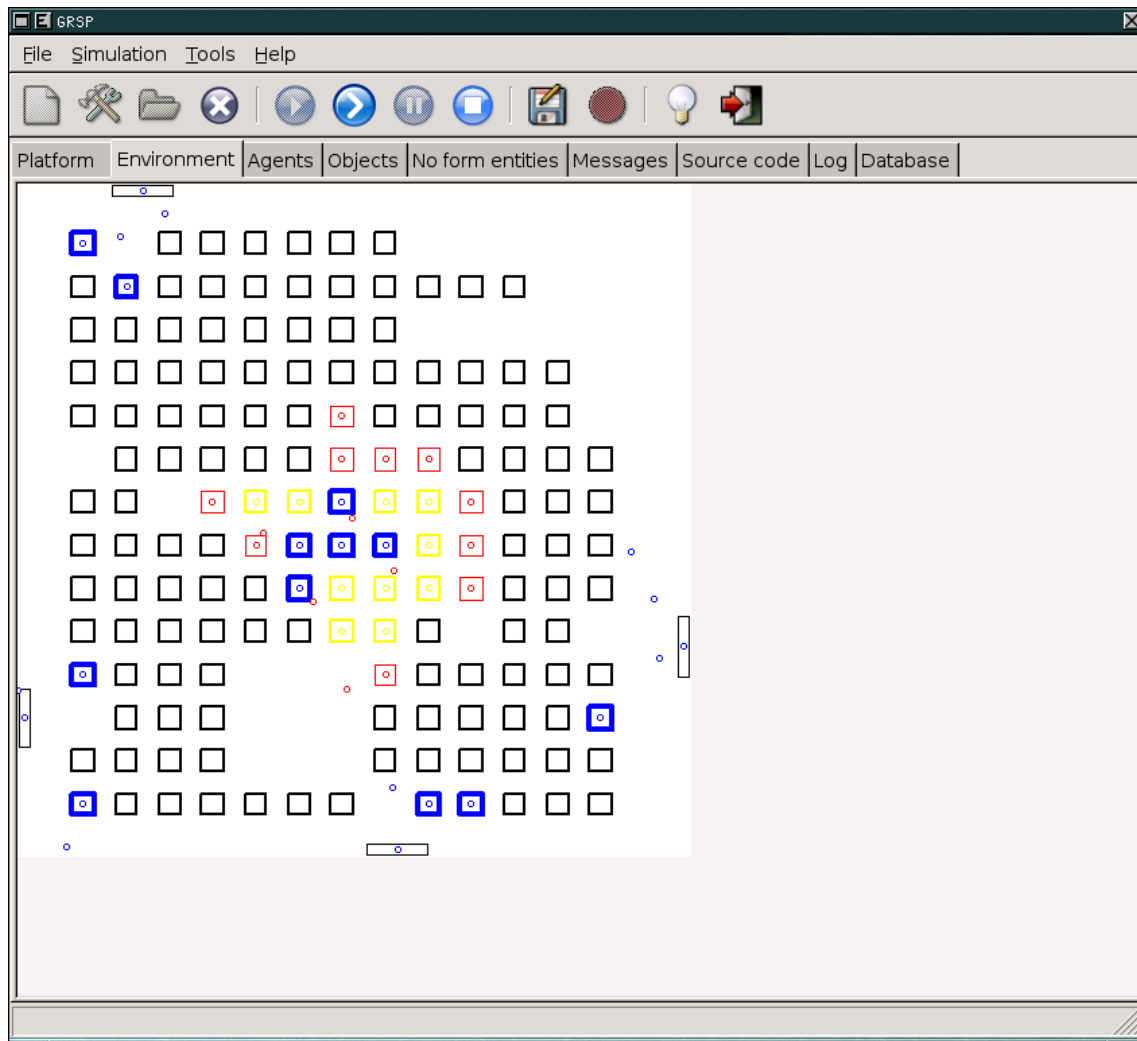 GRSP
File Simulation Tools Help
Platform Environment Agents Objects No form entities Messages Source code Log Database